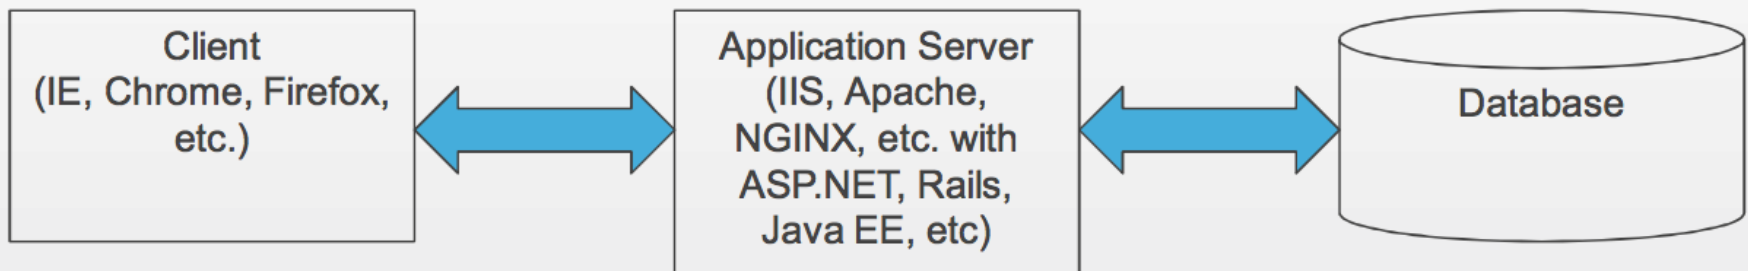 Client
(IE, Chrome, Firefox,
etc.)
Application Server
(IIS, Apache,
NGINX, etc. with
ASP.NET, Rails,
Java EE, etc)
Database